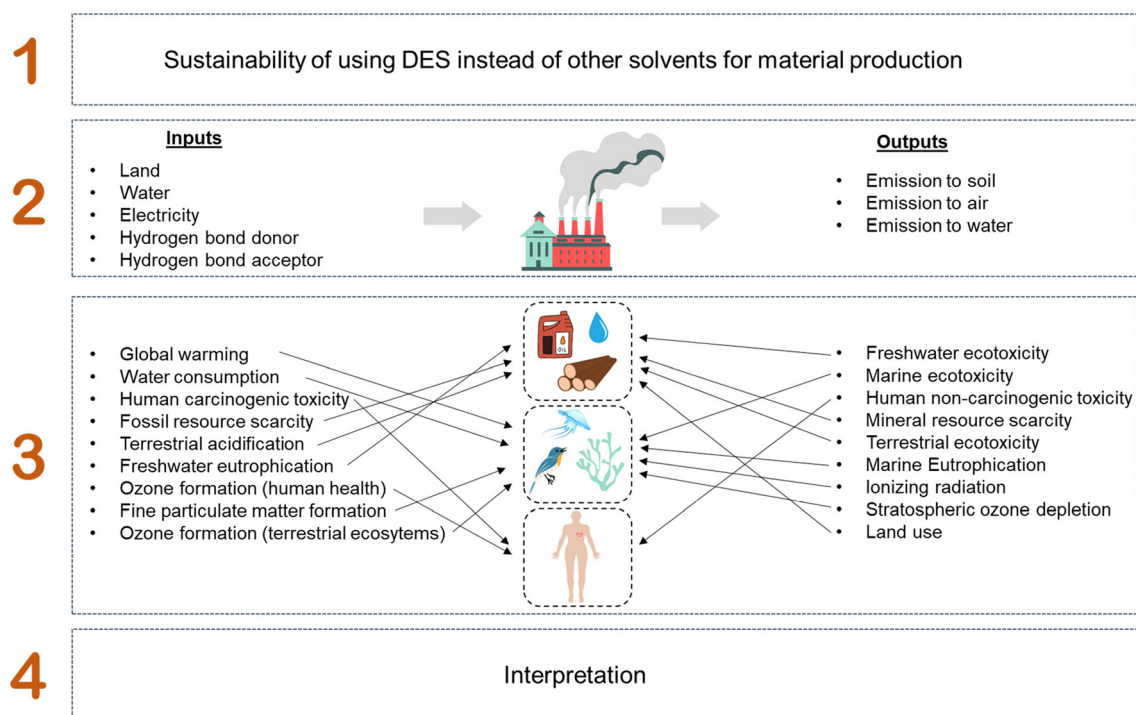 1
Sustainability of using DES instead of other solvents for material production
2
Inputs
• Land
• Water
• Electricity
• Hydrogen bond donor
• Hydrogen bond acceptor
Outputs
• Emission to soil
• Emission to air
• Emission to water
3
• Global warming
• Water consumption
• Human carcinogenic toxicity
• Fossil resource scarcity
• Terrestrial acidification
• Freshwater eutrophication
• Ozone formation (human health)
• Fine particulate matter formation
• Ozone formation (terrestrial ecosytems)
OIL
• Freshwater ecotoxicity
• Marine ecotoxicity
• Human non-carcinogenic toxicity
• Mineral resource scarcity
• Terrestrial ecotoxicity
• Marine Eutrophication
• Ionizing radiation
• Stratospheric ozone depletion
• Land use
4
Interpretation